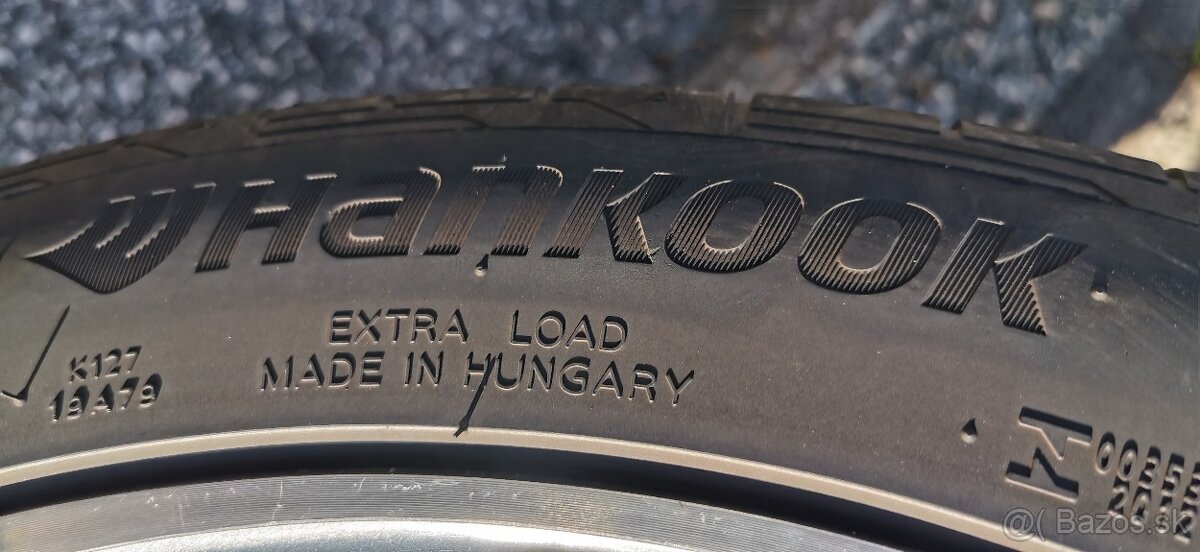 Hankook
EXTRA LOAD
MADE IN HUNGARY
K127
19A79
@( Bazos.sk